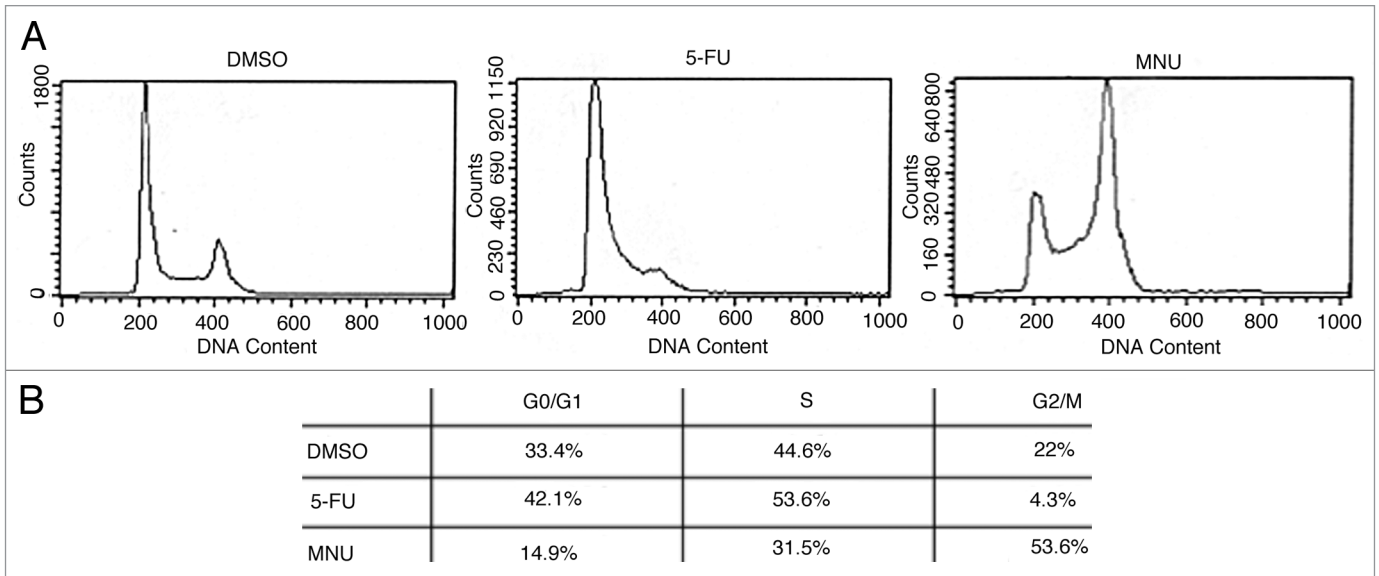 A
DMSO
5-FU
MNU
1800
0
Counts
0 200 400 600 800 1000
DNA Content
1150
920
690
460
230
0
Counts
0 200 400 600 800 1000
DNA Content
800
640
480
320
160
0
Counts
0 200 400 600 800 1000
DNA Content
B
G0/G1 S G2/M
DMSO 33.4% 44.6% 22%
5-FU 42.1% 53.6% 4.3%
MNU 14.9% 31.5% 53.6%